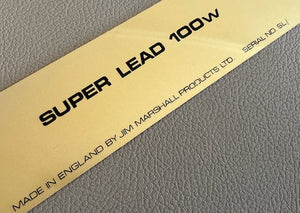 SUPER LEAD 100W
MADE IN ENGLAND BY JIM MARSHALL PRODUCTS LTD. SERIAL NO. SL/